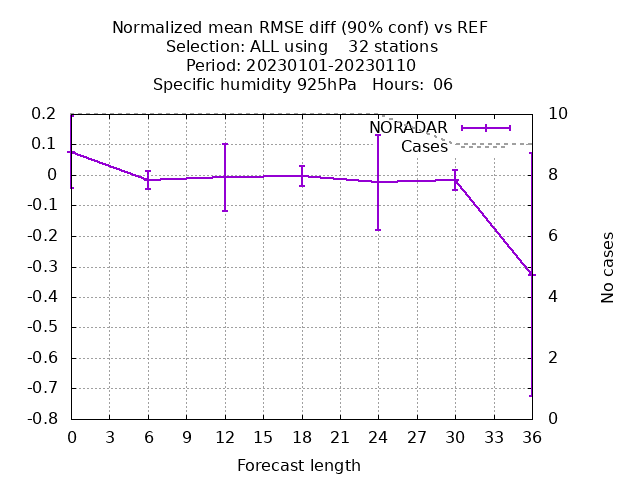 Normalized mean RMSE diff (90% conf) vs REF
Selection: ALL using    32 stations
Period: 20230101-20230110
Specific humidity 925hPa   Hours:  06
NORADAR
Cases
0.2
0.1
0
-0.1
-0.2
-0.3
-0.4
-0.5
-0.6
-0.7
-0.8
10
8
6
4
2
0
No cases
0 3 6 9 12 15 18 21 24 27 30 33 36
Forecast length